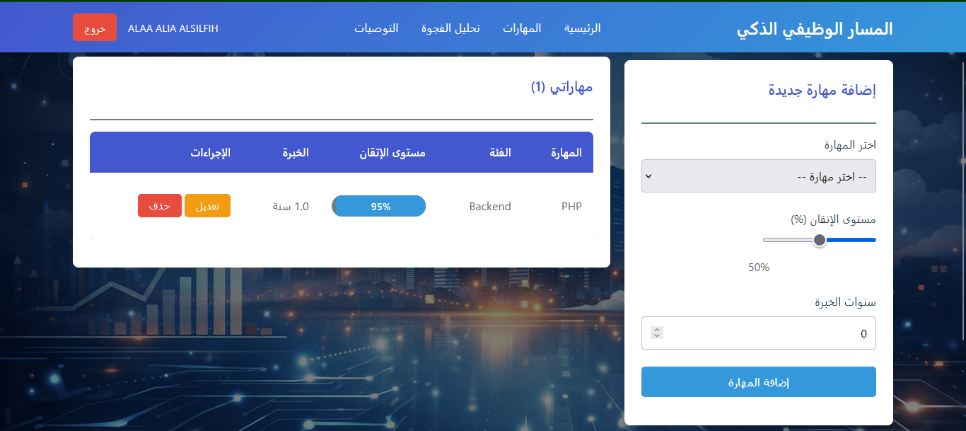 المسار الوظيفي الذكي
الرئيسية المهارات تحليل الفجوة التوصيات
ALAA ALIA ALSILFIH خروج
إضافة مهارة جديدة
اختر المهارة
-- اختر مهارة --
مستوى الإتقان (%)
50%
سنوات الخبرة
0
إضافة المهارة
مهاراتي (1)
المهارة الفئة مستوى الإتقان الخبرة الإجراءات
PHP Backend 95% 1.0 سنة تعديل حذف